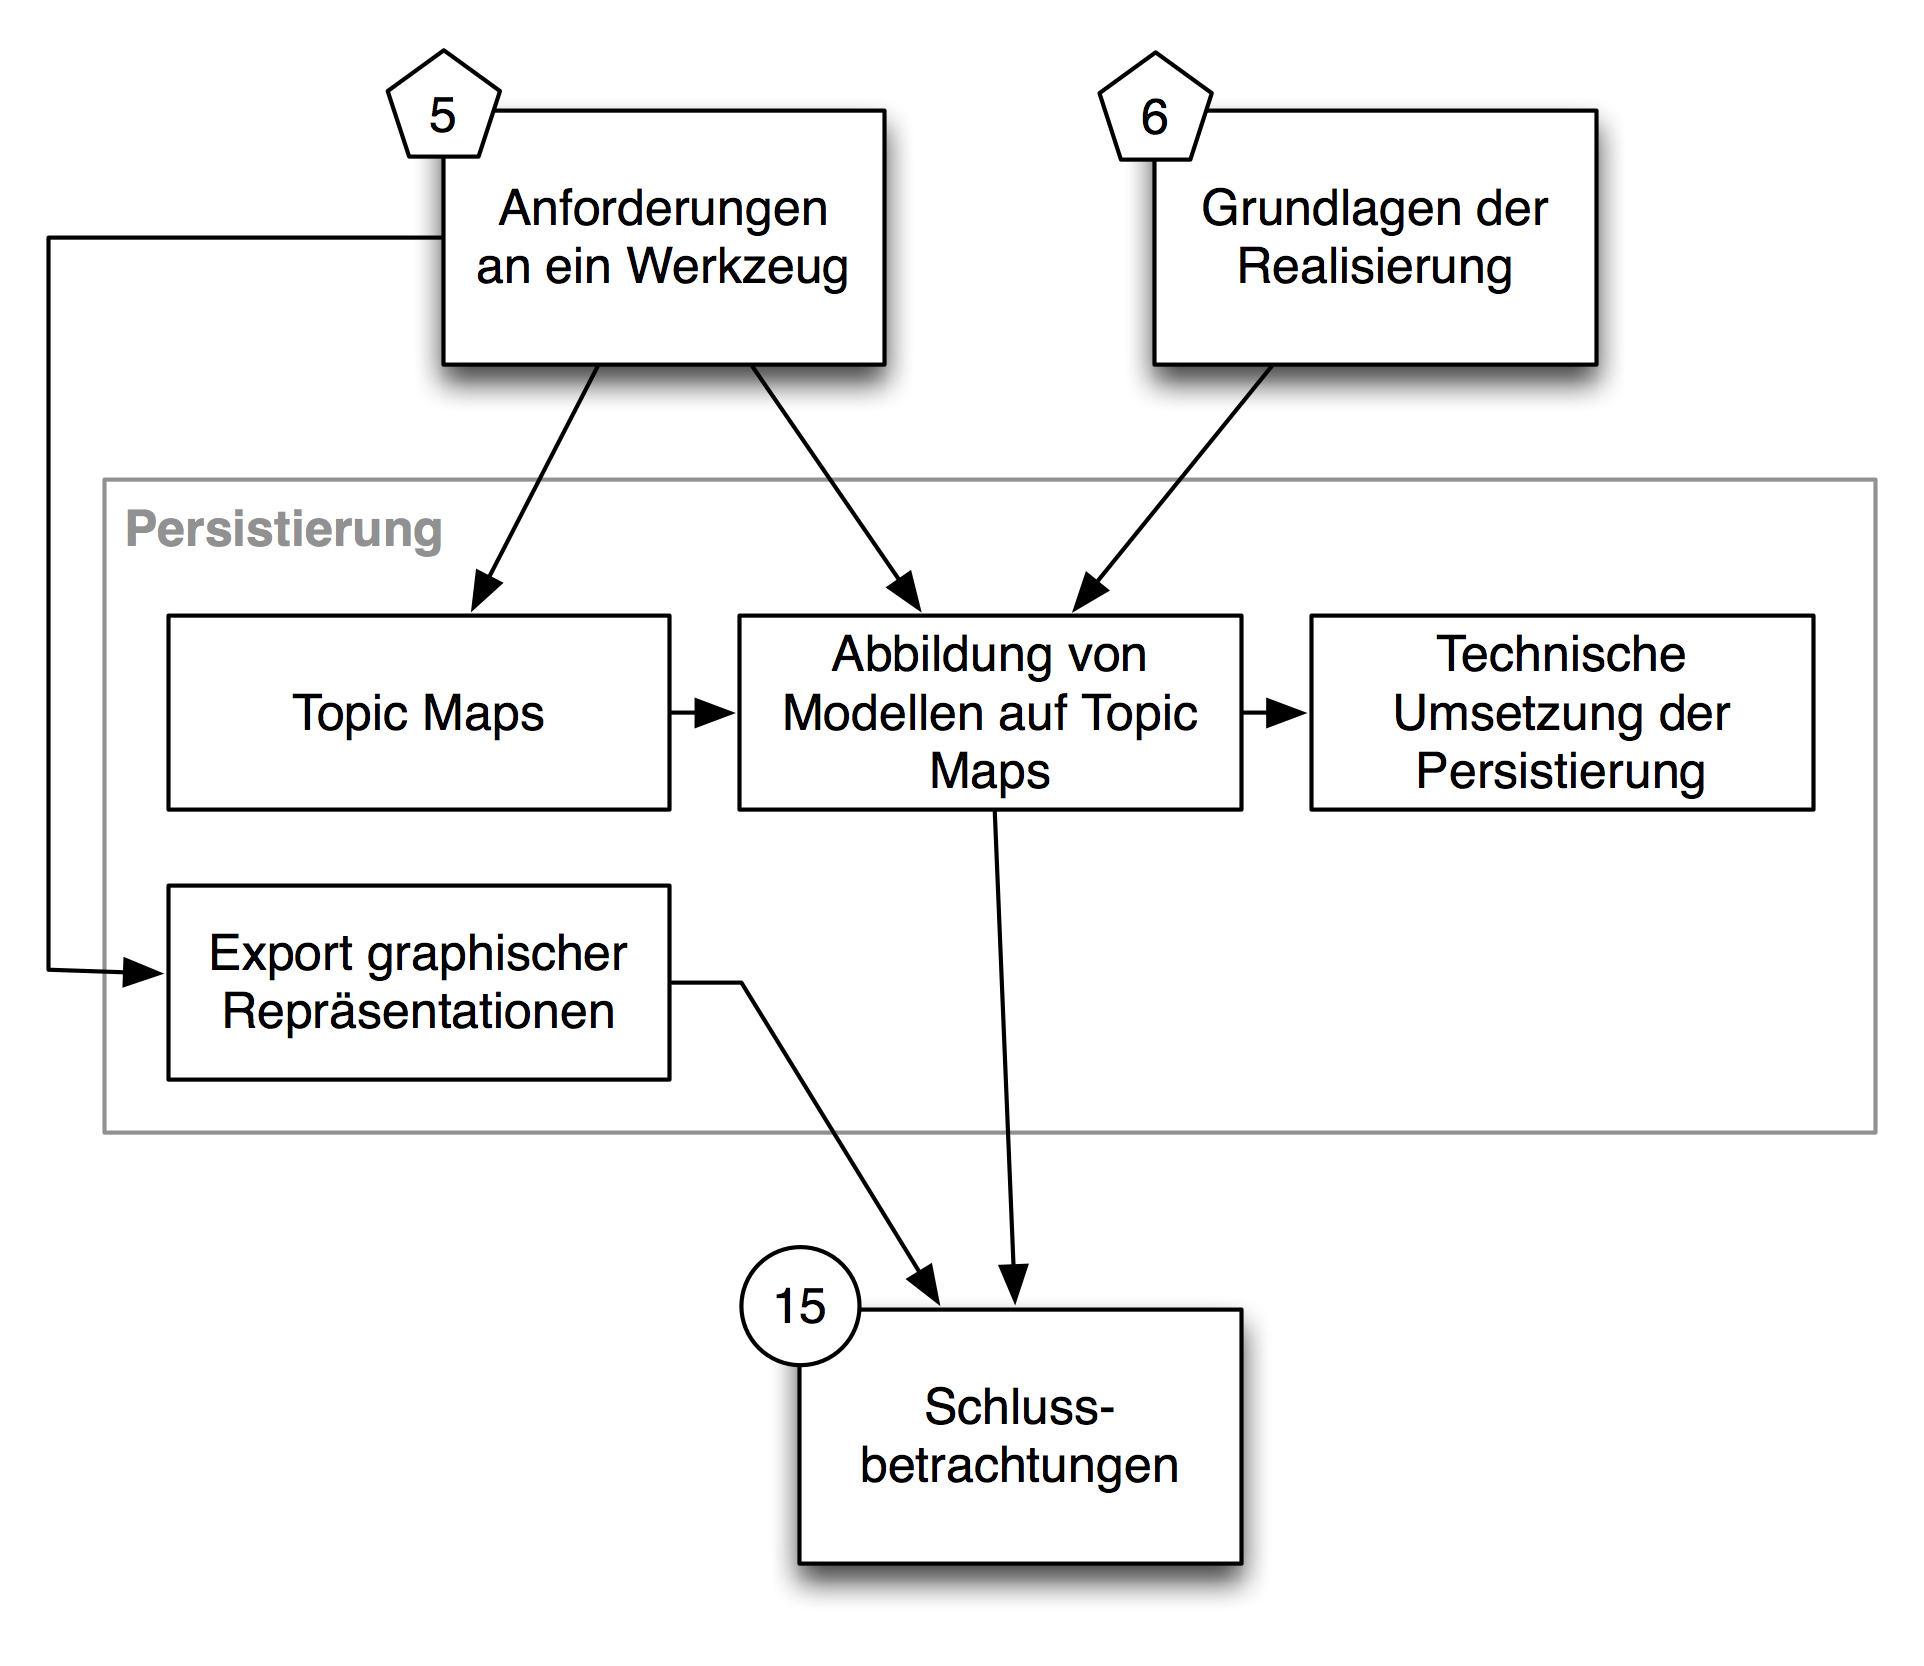 5
Anforderungen
an ein Werkzeug
6
Grundlagen der
Realisierung
Persistierung
Topic Maps
Abbildung von
Modellen auf Topic
Maps
Technische
Umsetzung der
Persistierung
Export graphischer
Repräsentationen
15
Schluss-
betrachtungen